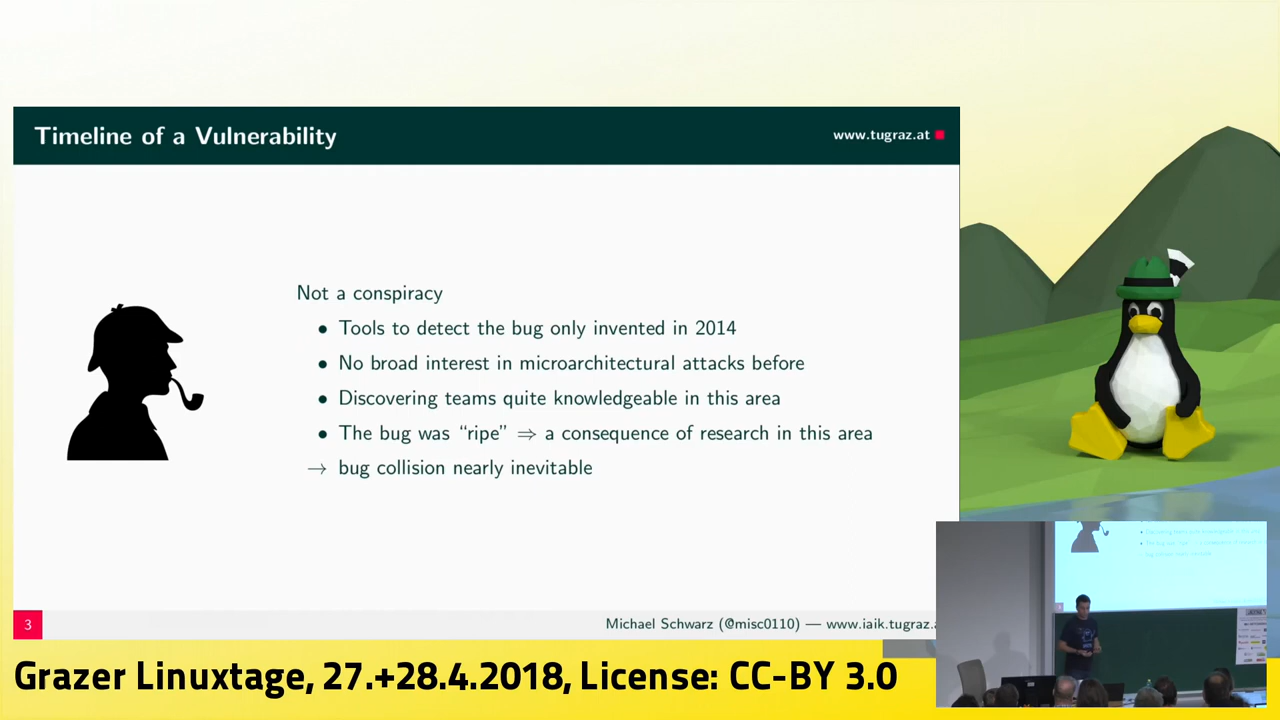 Timeline of a Vulnerability
www.tugraz.at
Not a conspiracy
• Tools to detect the bug only invented in 2014
• No broad interest in microarchitectural attacks before
• Discovering teams quite knowledgeable in this area
• The bug was “ripe” ⇒ a consequence of research in this area
→ bug collision nearly inevitable
3
Michael Schwarz (@misc0110) — www.iaik.tugraz.a
Grazer Linuxtage, 27.+28.4.2018, License: CC-BY 3.0